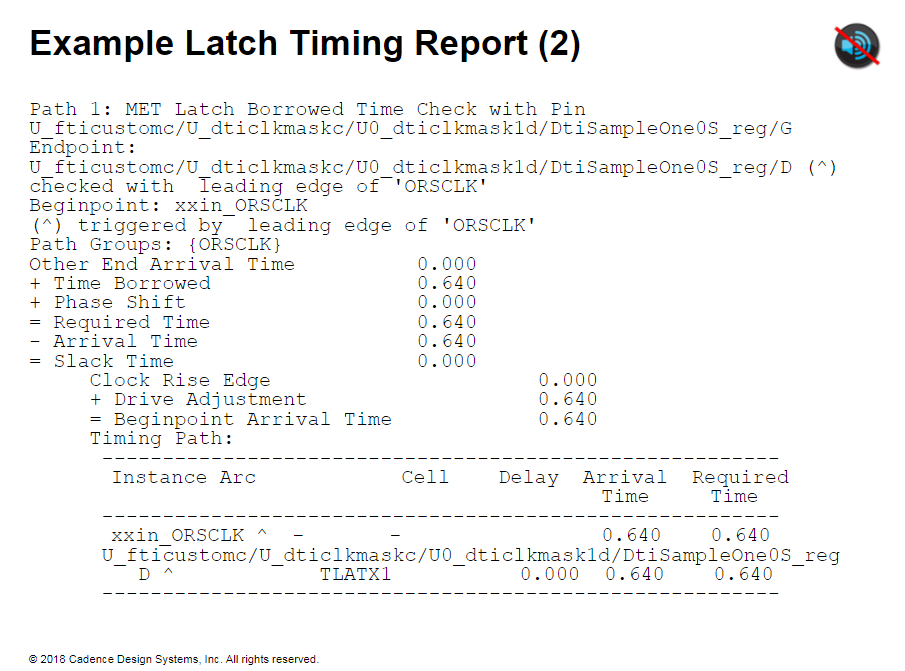 Example Latch Timing Report (2)
Path 1: MET Latch Borrowed Time Check with Pin
U_fticustomc/U_dticlkmaskc/U0_dticlkmask1d/DtiSampleOne0S_reg/G
Endpoint:
U_fticustomc/U_dticlkmaskc/U0_dticlkmask1d/DtiSampleOne0S_reg/D (^)
checked with  leading edge of 'ORSCLK'
Beginpoint: xxin_ORSCLK
(^) triggered by  leading edge of 'ORSCLK'
Path Groups: {ORSCLK}
Other End Arrival Time 0.000
+ Time Borrowed 0.640
+ Phase Shift 0.000
= Required Time 0.640
- Arrival Time 0.640
= Slack Time 0.000
Clock Rise Edge 0.000
+ Drive Adjustment 0.640
= Beginpoint Arrival Time 0.640
Timing Path:
--------------------------------------------------------
Instance Arc Cell Delay Arrival Required
Time Time
--------------------------------------------------------
xxin_ORSCLK ^ - - 0.640 0.640
U_fticustomc/U_dticlkmaskc/U0_dticlkmask1d/DtiSampleOne0S_reg
D ^ TLATX1 0.000 0.640 0.640
--------------------------------------------------------
© 2018 Cadence Design Systems, Inc. All rights reserved.